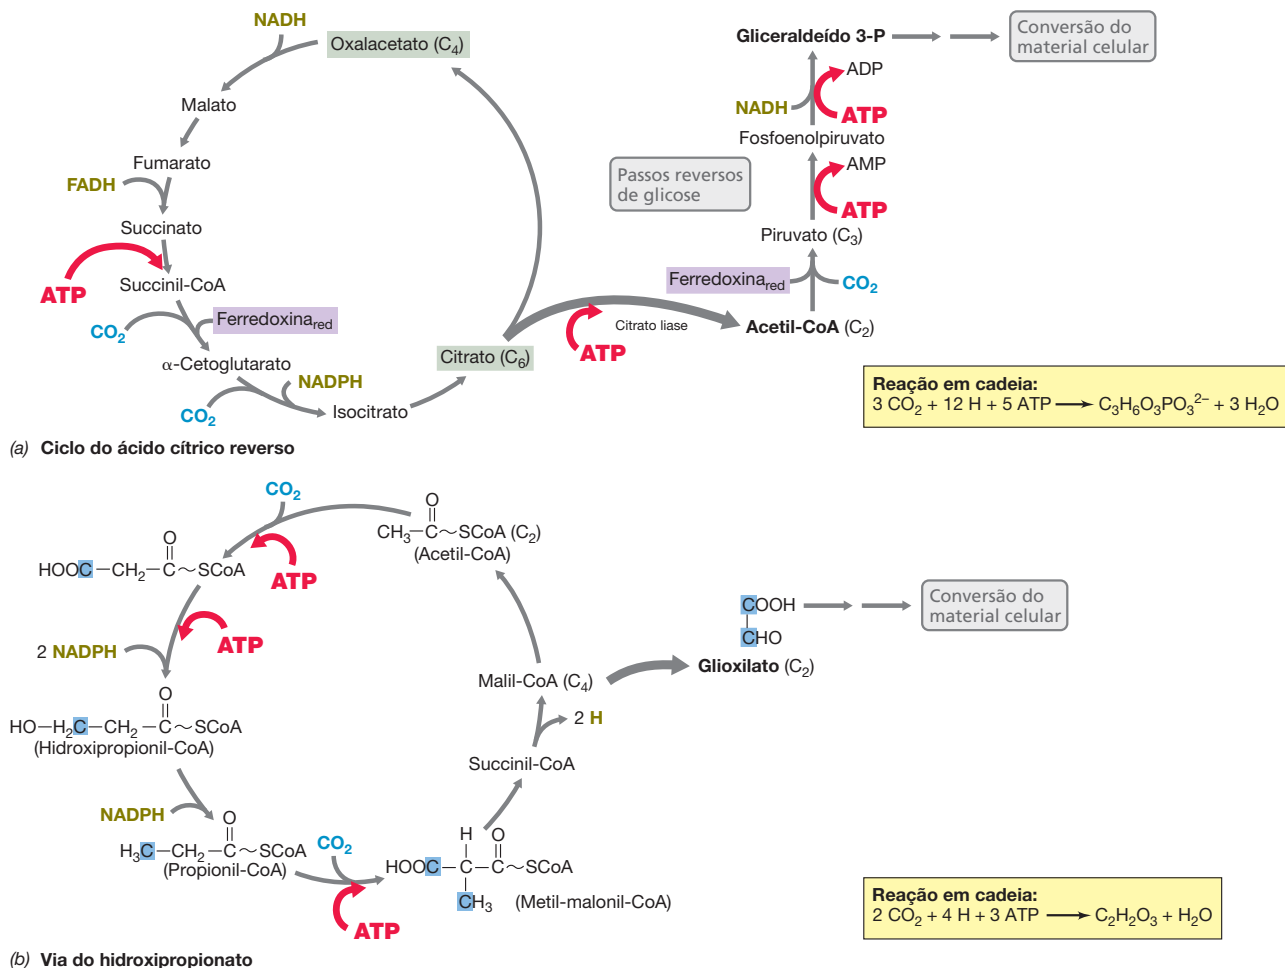 NADH
Oxalacetato (C₄)
Malato
Fumarato
FADH
Succinato
ATP
Succinil-CoA
CO₂
Ferredoxina_red
α-Cetoglutarato
NADPH
CO₂
Isocitrato
Citrato (C₆)
ATP
Citrato liase
Acetil-CoA (C₂)
Ferredoxina_red
CO₂
Piruvato (C₃)
ATP
AMP
Passos reversos
de glicose
Fosfoenolpiruvato
NADH
ATP
ADP
Gliceraldeído 3-P
Conversão do
material celular
Reação em cadeia:
3 CO₂ + 12 H + 5 ATP ⟶ C₃H₆O₃PO₃²⁻ + 3 H₂O
(a) Ciclo do ácido cítrico reverso
CO₂
O
CH₃–C~SCoA (C₂)
(Acetil-CoA)
ATP
O
HOOC–CH₂–C~SCoA
ATP
2 NADPH
O
HO–H₂C–CH₂–C~SCoA
(Hidroxipropionil-CoA)
NADPH
O
H₃C–CH₂–C~SCoA
(Propionil-CoA)
CO₂
ATP
H O
HOOC–C–C~SCoA
CH₃
(Metil-malonil-CoA)
Succinil-CoA
2 H
Malil-CoA (C₄)
COOH
CHO
Glioxilato (C₂)
Conversão do
material celular
Reação em cadeia:
2 CO₂ + 4 H + 3 ATP ⟶ C₂H₂O₃ + H₂O
(b) Via do hidroxipropionato